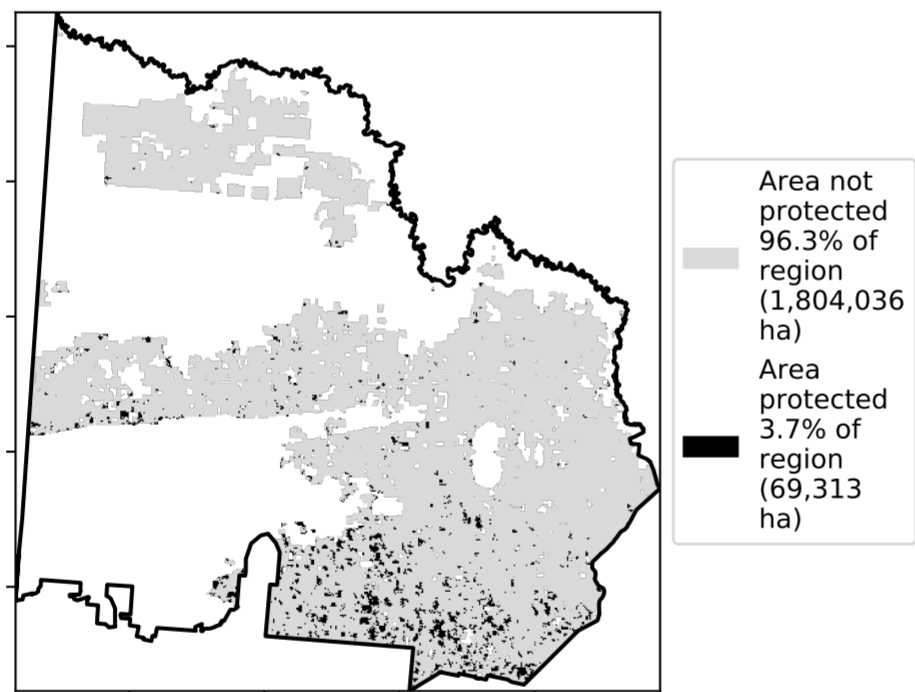 Area not
protected
96.3% of
region
(1,804,036
ha)
Area
protected
3.7% of
region
(69,313
ha)